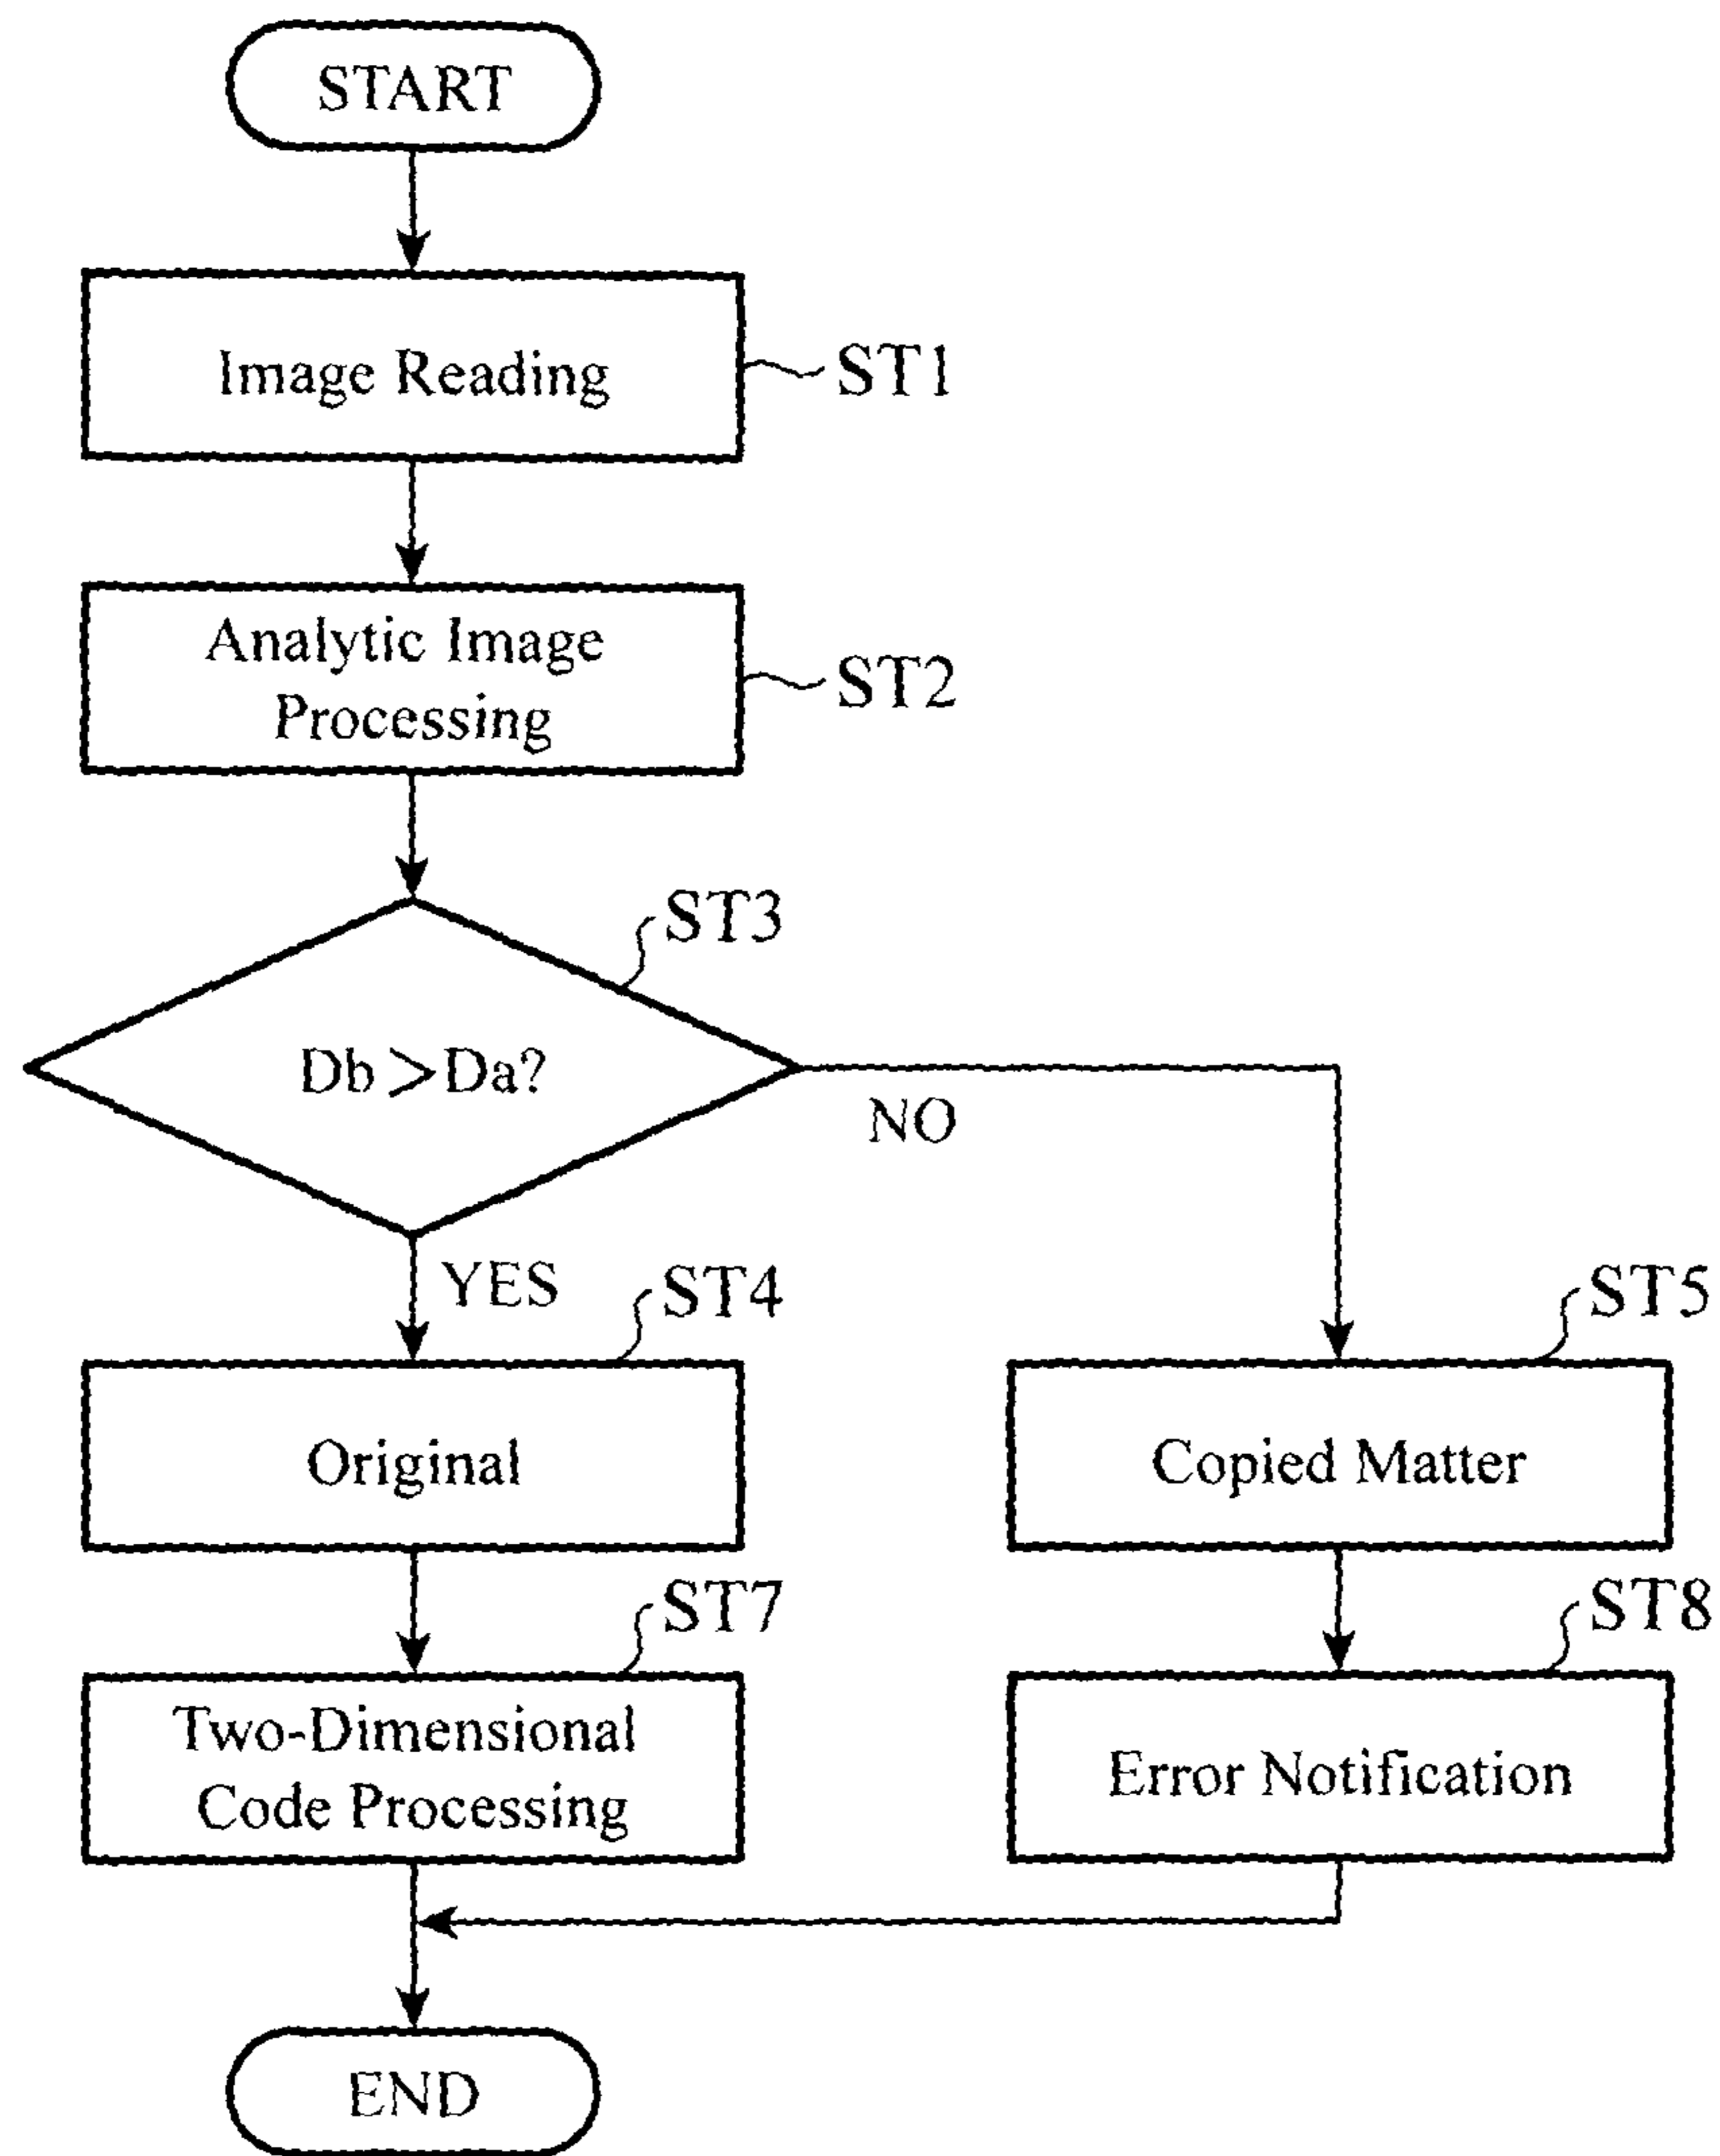 START
Image Reading
ST1
Analytic Image
Processing
ST2
ST3
Db＞Da?
NO
YES
ST4
ST5
Original
Copied Matter
ST7
ST8
Two-Dimensional
Code Processing
Error Notification
END